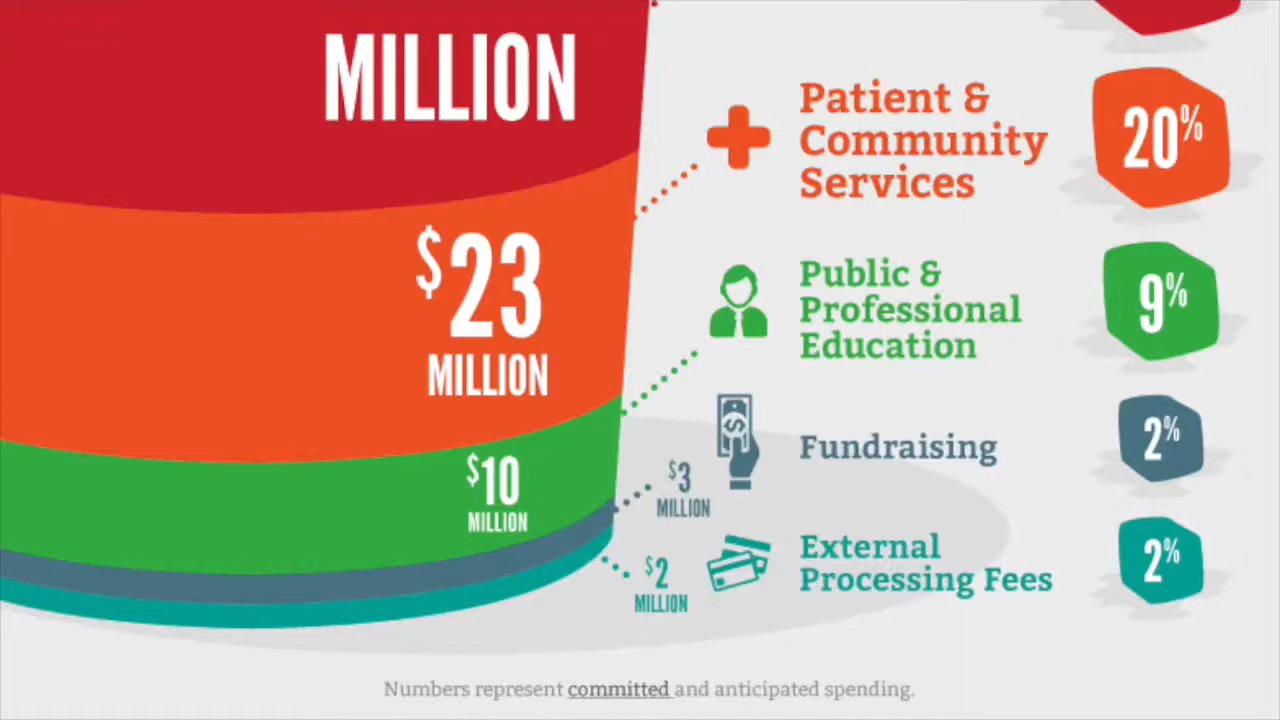 MILLION
Patient &
Community
Services
20%
$23
MILLION
Public &
Professional
Education
9%
$10
MILLION
$3
MILLION
Fundraising
2%
$2
MILLION
External
Processing Fees
2%
Numbers represent committed and anticipated spending.